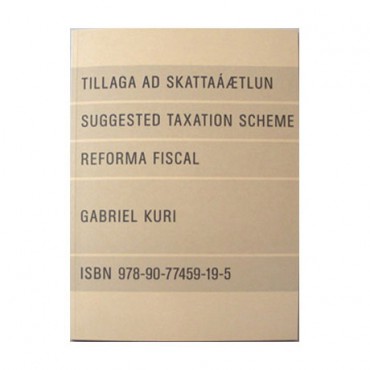 TILLAGA AD SKATTAÁÆTLUN
SUGGESTED TAXATION SCHEME
REFORMA FISCAL
GABRIEL KURI
ISBN 978-90-77459-19-5